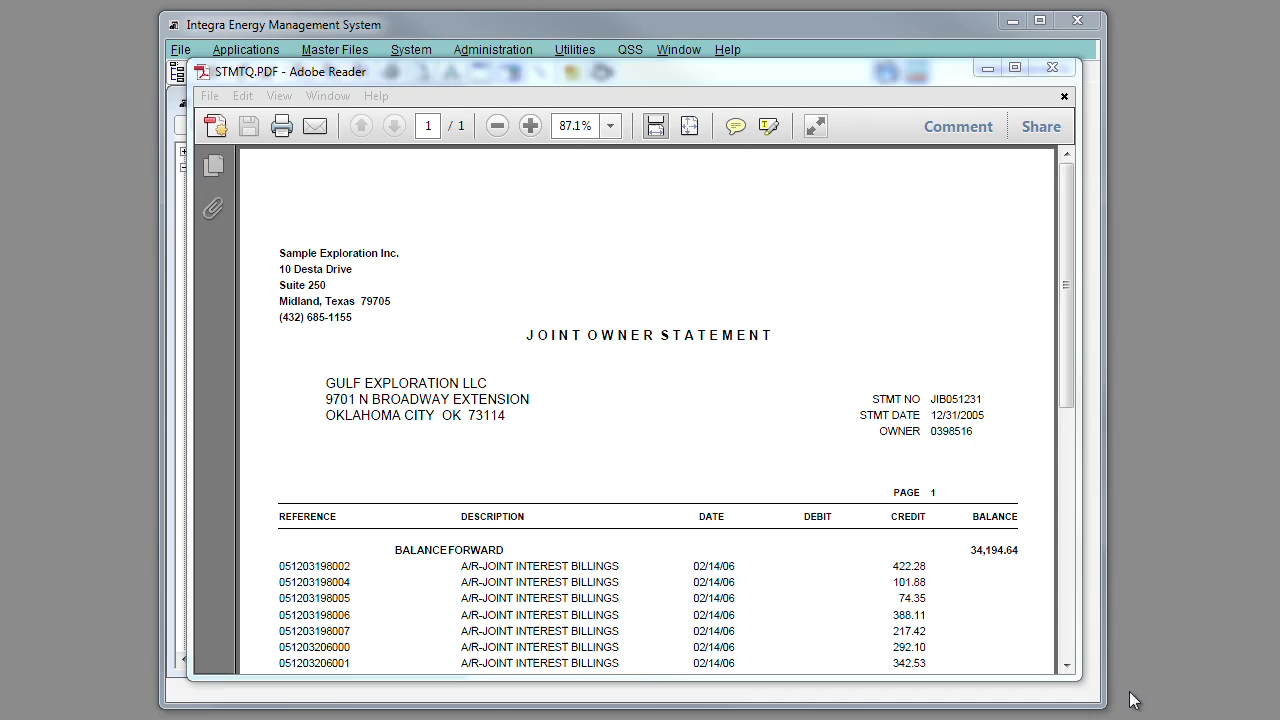 Integra Energy Management System
File Applications Master Files System Administration Utilities QSS Window Help
STMTQ.PDF - Adobe Reader
File Edit View Window Help
1 / 1 87.1% Comment Share
Sample Exploration Inc.
10 Desta Drive
Suite 250
Midland, Texas 79705
(432) 685-1155
JOINT OWNER STATEMENT
GULF EXPLORATION LLC
9701 N BROADWAY EXTENSION
OKLAHOMA CITY OK 73114
STMT NO JIB051231
STMT DATE 12/31/2005
OWNER 0398516
PAGE 1
REFERENCE DESCRIPTION DATE DEBIT CREDIT BALANCE
BALANCE FORWARD 34,194.64
051203198002 A/R-JOINT INTEREST BILLINGS 02/14/06 422.28
051203198004 A/R-JOINT INTEREST BILLINGS 02/14/06 101.88
051203198005 A/R-JOINT INTEREST BILLINGS 02/14/06 74.35
051203198006 A/R-JOINT INTEREST BILLINGS 02/14/06 388.11
051203198007 A/R-JOINT INTEREST BILLINGS 02/14/06 217.42
051203206000 A/R-JOINT INTEREST BILLINGS 02/14/06 292.10
051203206001 A/R-JOINT INTEREST BILLINGS 02/14/06 342.53